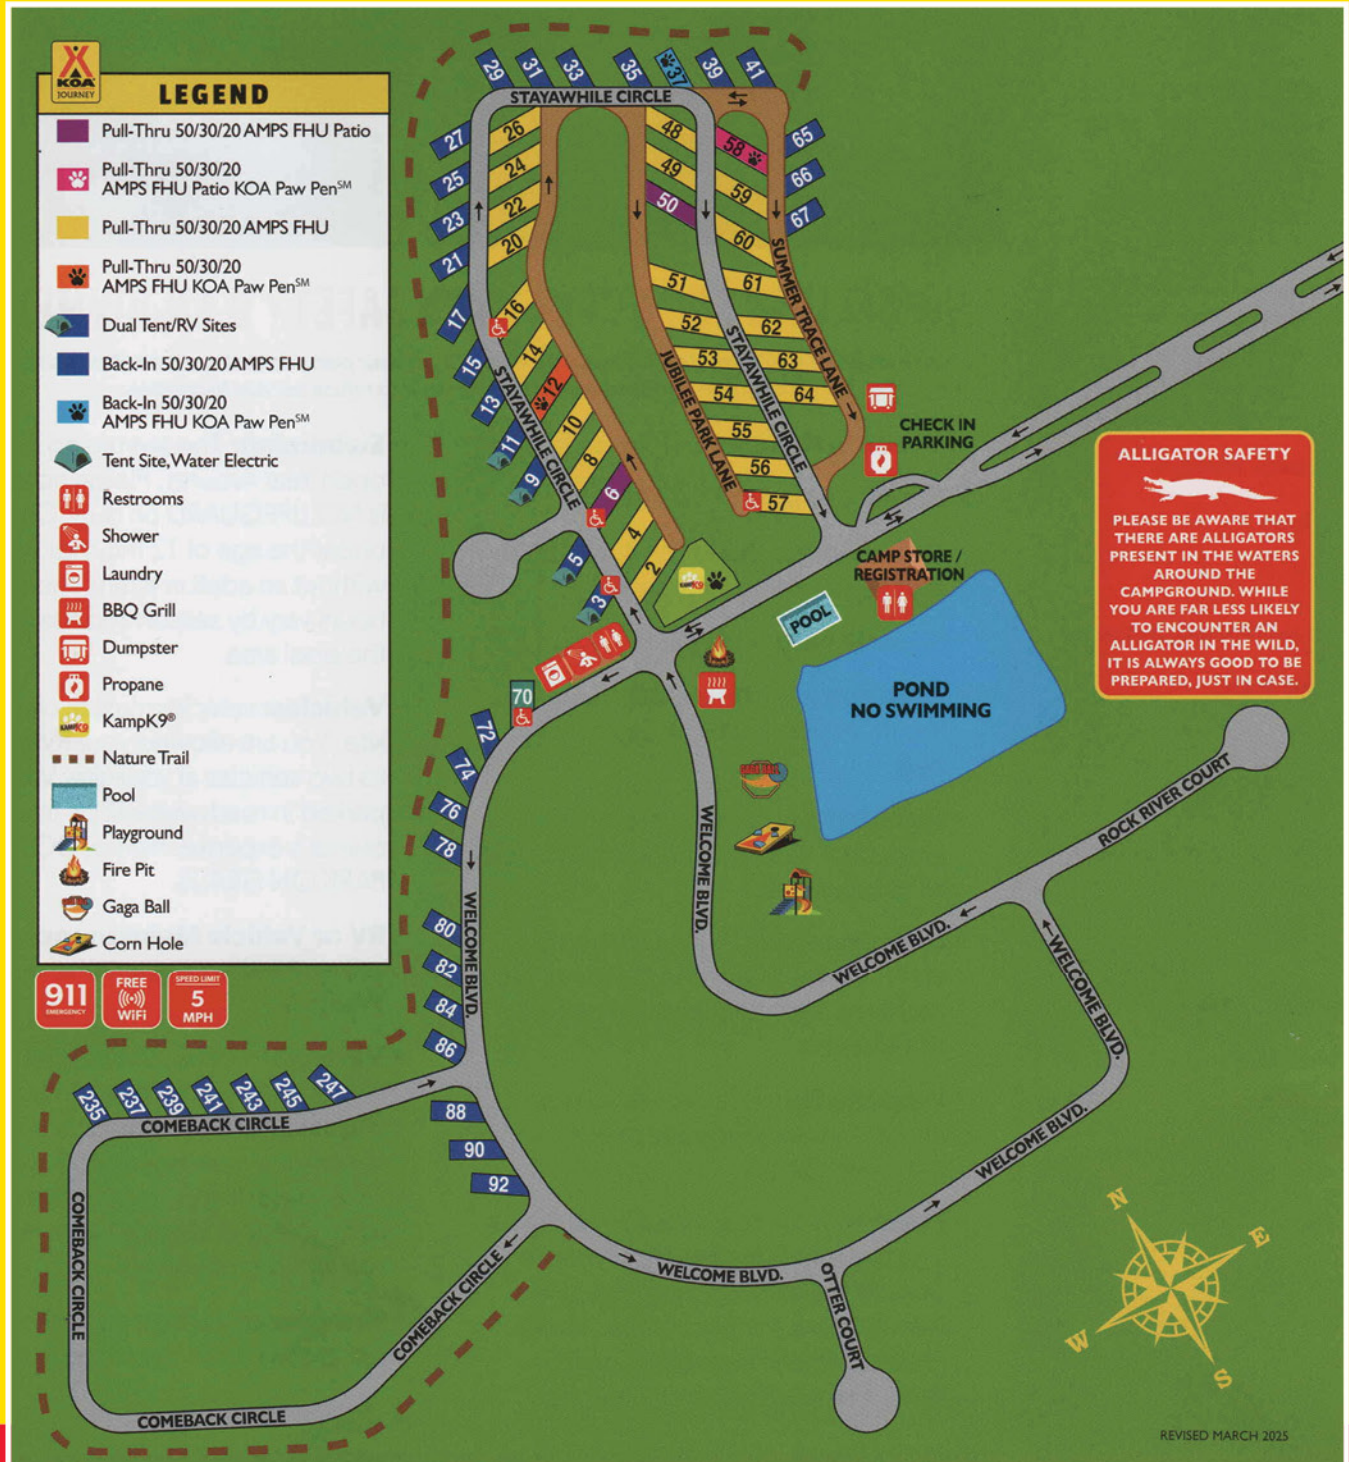 KOA
JOURNEY
LEGEND
Pull-Thru 50/30/20 AMPS FHU Patio
Pull-Thru 50/30/20
AMPS FHU Patio KOA Paw Pen℠
Pull-Thru 50/30/20 AMPS FHU
Pull-Thru 50/30/20
AMPS FHU KOA Paw Pen℠
Dual Tent/RV Sites
Back-In 50/30/20 AMPS FHU
Back-In 50/30/20
AMPS FHU KOA Paw Pen℠
Tent Site, Water Electric
Restrooms
Shower
Laundry
BBQ Grill
Dumpster
Propane
KAMPK9
KampK9®
Nature Trail
Pool
Playground
Fire Pit
Gaga Ball
Corn Hole
911
EMERGENCY
FREE
WiFi
SPEED LIMIT
5
MPH
29
31
33
35
37
39
41
STAYAWHILE CIRCLE
27
25
23
21
17
15
13
11
9
5
3
26
24
22
20
16
14
12
10
8
6
4
2
STAYAWHILE CIRCLE
48
49
50
51
52
53
54
55
56
57
JUBILEE PARK LANE
STAYAWHILE CIRCLE
58
59
60
61
62
63
64
65
66
67
SUMMER TRACE LANE
CHECK IN
PARKING
CAMP STORE /
REGISTRATION
KAMPK9
POOL
POND
NO SWIMMING
GAGA BALL
ALLIGATOR SAFETY
PLEASE BE AWARE THAT
THERE ARE ALLIGATORS
PRESENT IN THE WATERS
AROUND THE
CAMPGROUND. WHILE
YOU ARE FAR LESS LIKELY
TO ENCOUNTER AN
ALLIGATOR IN THE WILD,
IT IS ALWAYS GOOD TO BE
PREPARED, JUST IN CASE.
70
72
74
76
78
80
82
84
86
88
90
92
WELCOME BLVD.
WELCOME BLVD.
WELCOME BLVD.
ROCK RIVER COURT
WELCOME BLVD.
WELCOME BLVD.
WELCOME BLVD.
OTTER COURT
235
237
239
241
243
245
247
COMEBACK CIRCLE
COMEBACK CIRCLE
COMEBACK CIRCLE
COMEBACK CIRCLE
N
E
W
S
REVISED MARCH 2025